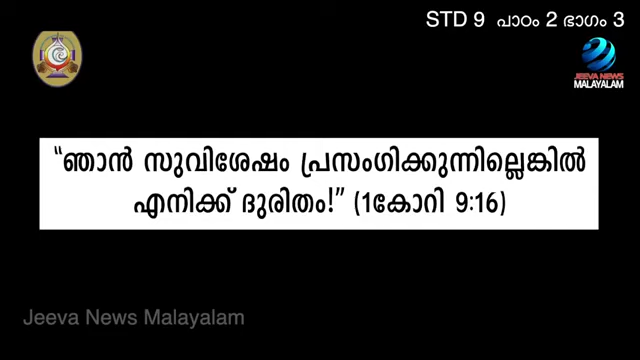 STD 9 പാഠം 2 ഭാഗം 3
JEEVA NEWS
MALAYALAM
“ഞാൻ സുവിശേഷം പ്രസംഗിക്കുന്നില്ലെങ്കിൽ
എനിക്ക് ദുരിതം!” (1കോറി 9:16)
Jeeva News Malayalam